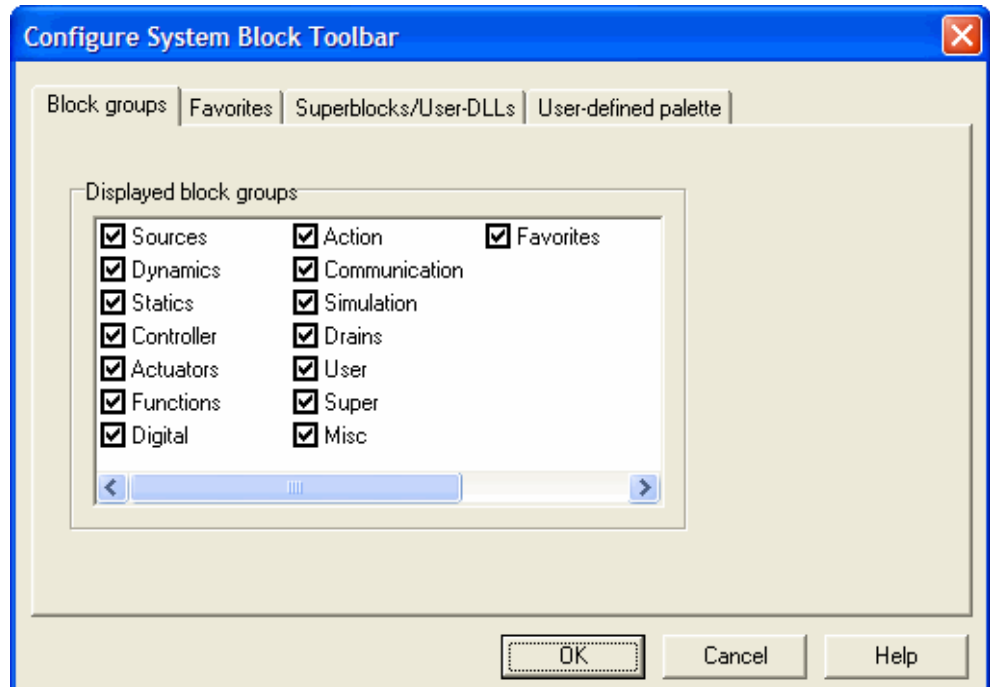 Configure System Block Toolbar
Block groups Favorites Superblocks/User-DLLs User-defined palette
Displayed block groups
Sources Action Favorites
Dynamics Communication
Statics Simulation
Controller Drains
Actuators User
Functions Super
Digital Misc
OK Cancel Help